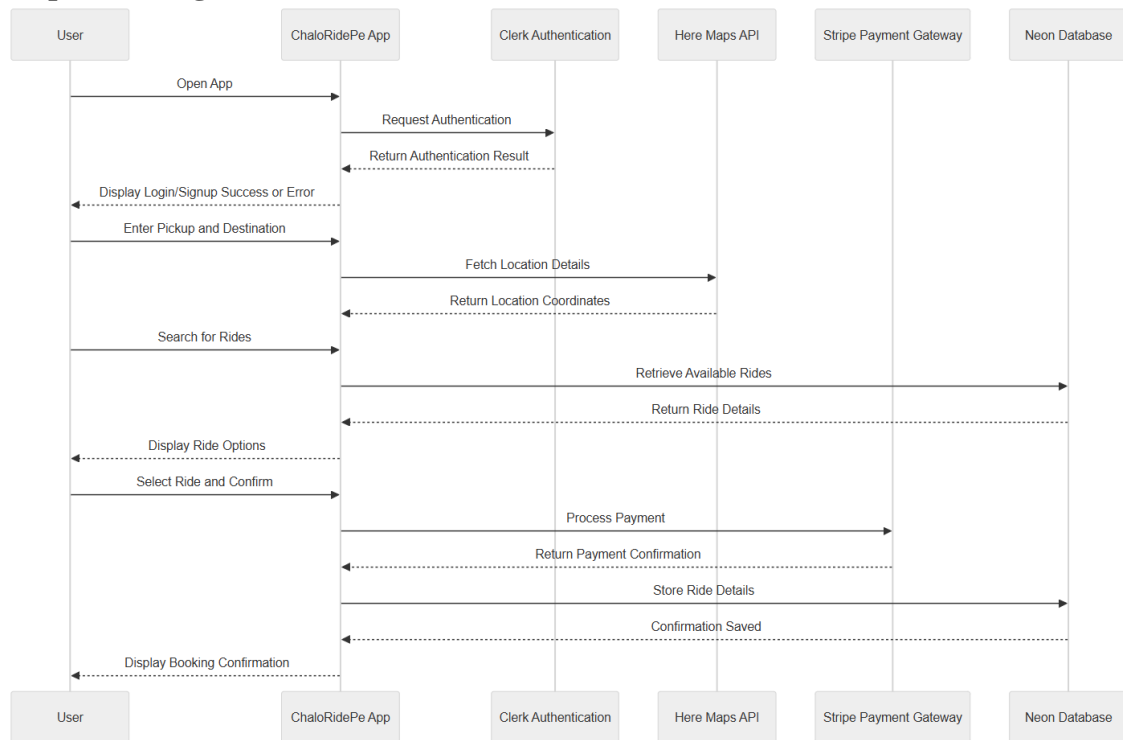 User
ChaloRidePe App
Clerk Authentication
Here Maps API
Stripe Payment Gateway
Neon Database
Open App
Request Authentication
Return Authentication Result
Display Login/Signup Success or Error
Enter Pickup and Destination
Fetch Location Details
Return Location Coordinates
Search for Rides
Retrieve Available Rides
Return Ride Details
Display Ride Options
Select Ride and Confirm
Process Payment
Return Payment Confirmation
Store Ride Details
Confirmation Saved
Display Booking Confirmation
User
ChaloRidePe App
Clerk Authentication
Here Maps API
Stripe Payment Gateway
Neon Database